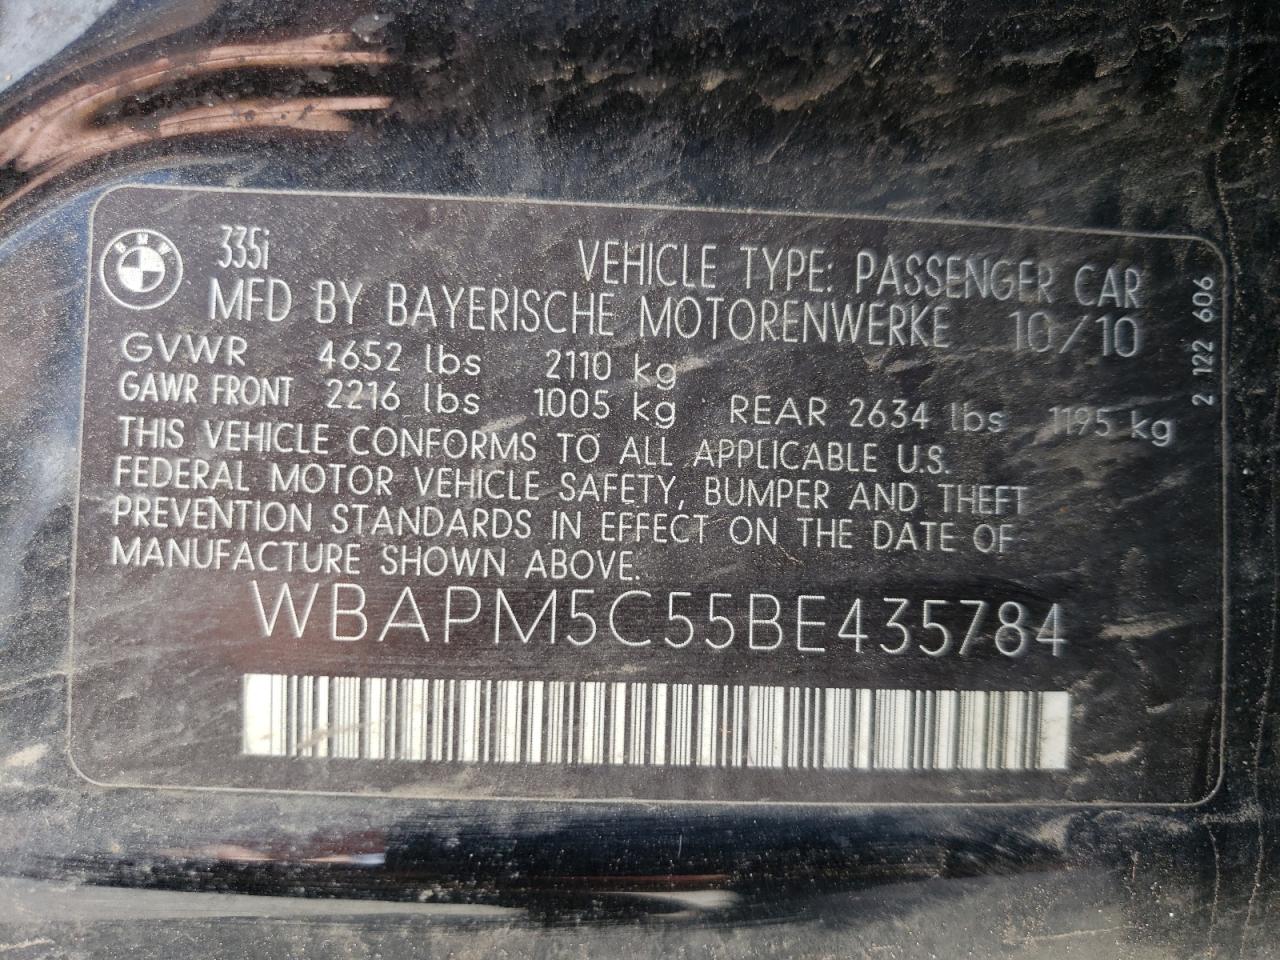 BMW
335i VEHICLE TYPE: PASSENGER CAR
MFD BY BAYERISCHE MOTORENWERKE 10/10
GVWR 4652 lbs 2110 kg
GAWR FRONT 2216 lbs 1005 kg REAR 2634 lbs 1195 kg
THIS VEHICLE CONFORMS TO ALL APPLICABLE U.S.
FEDERAL MOTOR VEHICLE SAFETY, BUMPER AND THEFT
PREVENTION STANDARDS IN EFFECT ON THE DATE OF
MANUFACTURE SHOWN ABOVE.
WBAPM5C55BE435784
2 122 606